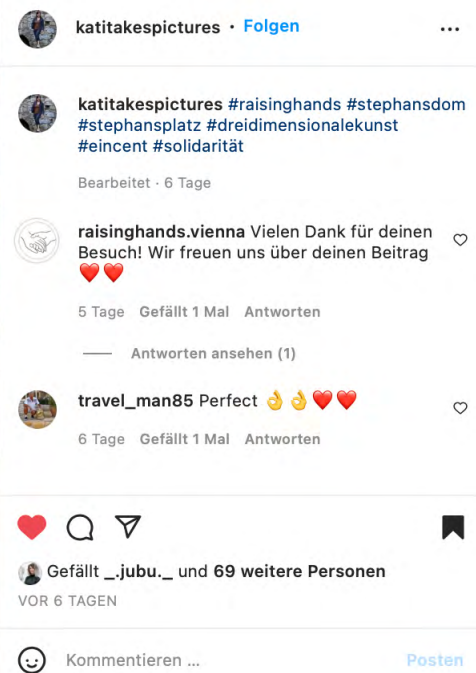 katitakespictures • Folgen
katitakespictures #raisinghands #stephansdom
#stephansplatz #dreidimensionalekunst
#eincent #solidarität
Bearbeitet · 6 Tage
raisinghands.vienna Vielen Dank für deinen
Besuch! Wir freuen uns über deinen Beitrag
❤️❤️
5 Tage Gefällt 1 Mal Antworten
Antworten ansehen (1)
travel_man85 Perfect 👌👌❤️❤️
6 Tage Gefällt 1 Mal Antworten
Gefällt _.jubu._ und 69 weitere Personen
VOR 6 TAGEN
Kommentieren ... Posten